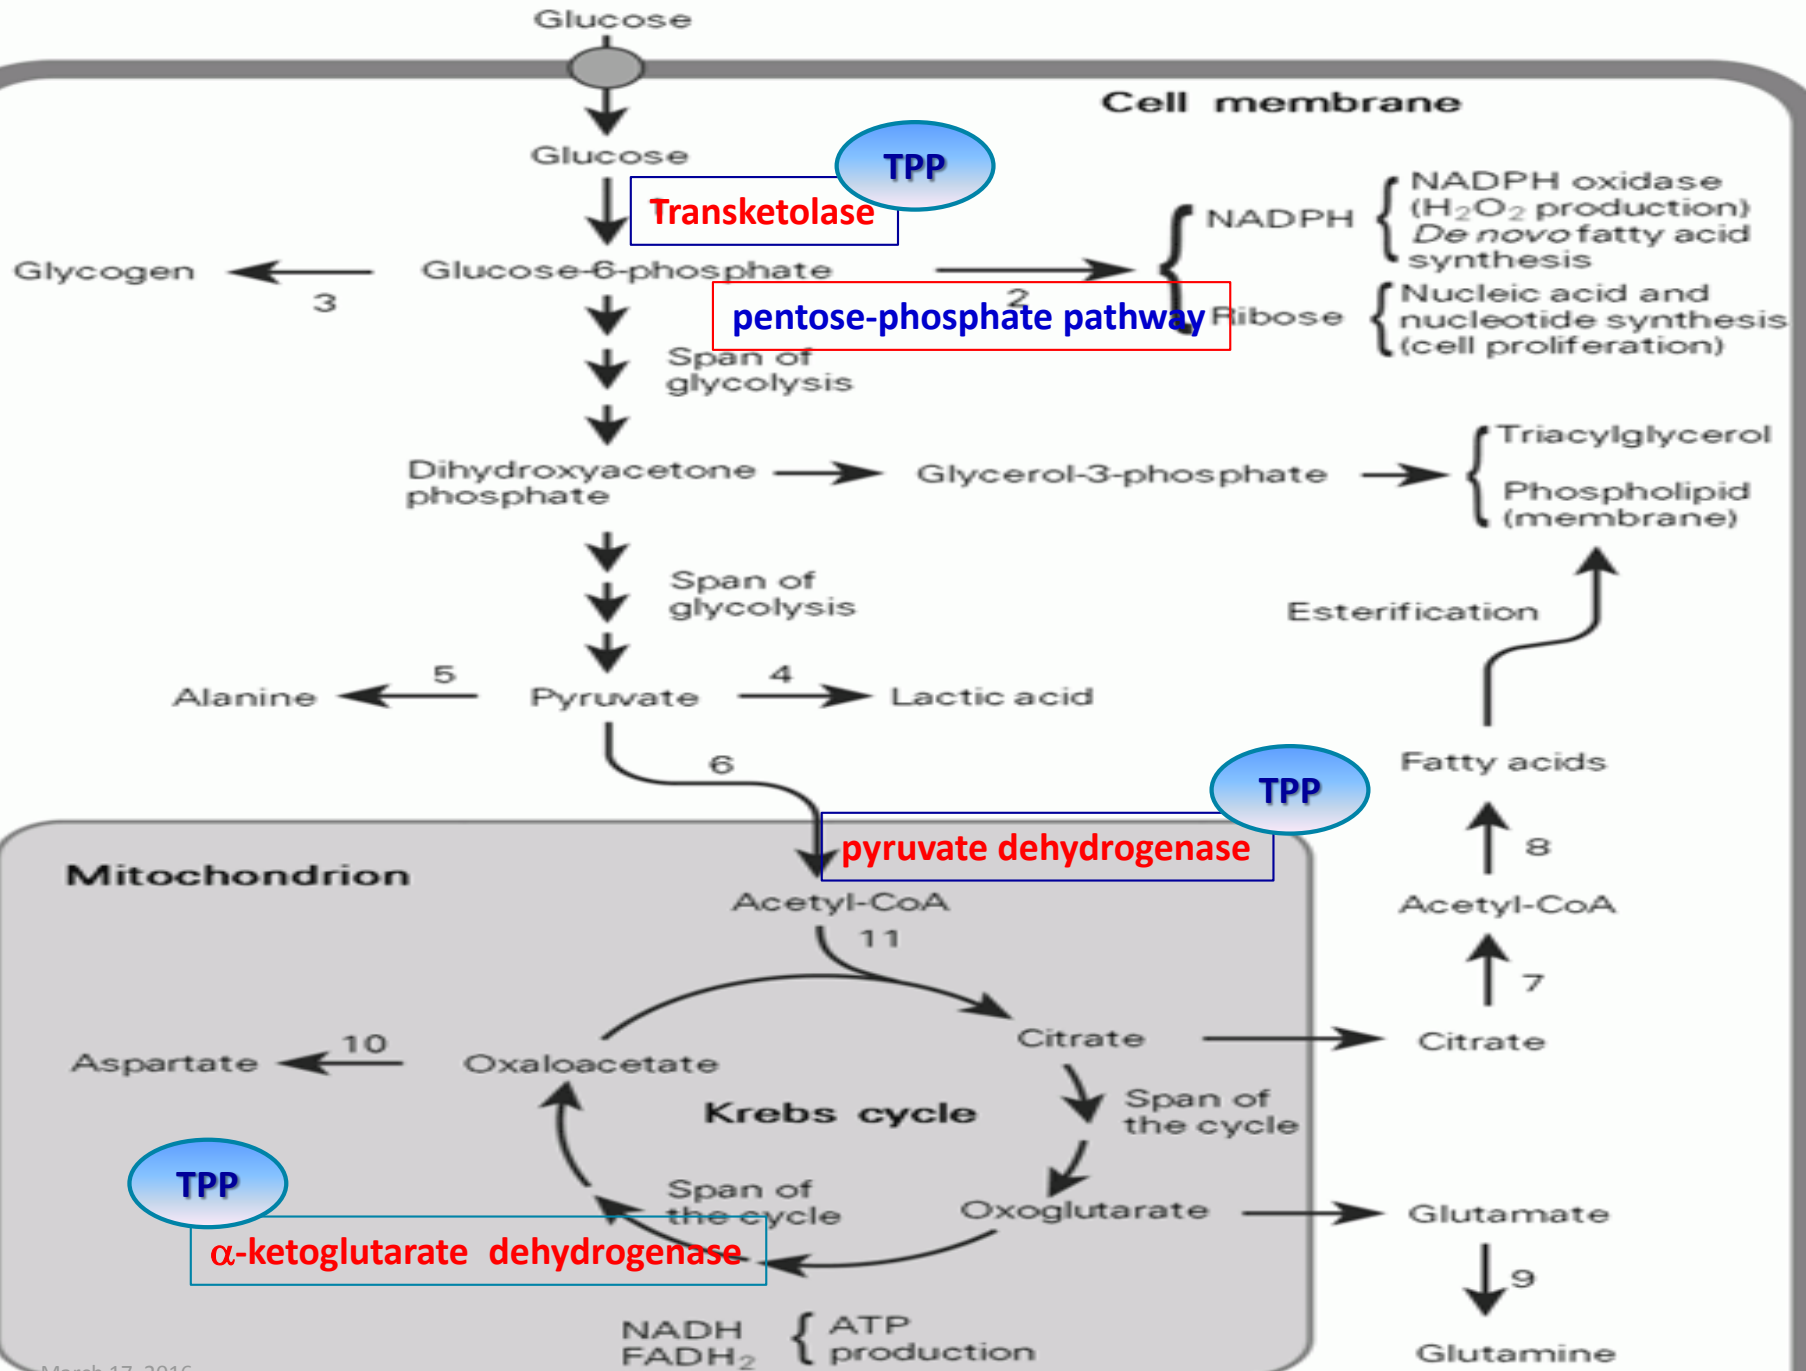 Glucose
Cell membrane
Glucose
TPP
Transketolase
NADPH
NADPH oxidase
(H₂O₂ production)
De novo fatty acid
synthesis
Glycogen
3
Glucose-6-phosphate
2
pentose-phosphate pathway
Ribose
Nucleic acid and
nucleotide synthesis
(cell proliferation)
Span of
glycolysis
Dihydroxyacetone
phosphate
Glycerol-3-phosphate
Triacylglycerol
Phospholipid
(membrane)
Span of
glycolysis
Esterification
Alanine
5
Pyruvate
4
Lactic acid
6
TPP
Fatty acids
pyruvate dehydrogenase
8
Mitochondrion
Acetyl-CoA
Acetyl-CoA
11
7
Aspartate
10
Oxaloacetate
Citrate
Citrate
Krebs cycle
Span of
the cycle
TPP
Span of
the cycle
Oxoglutarate
Glutamate
α-ketoglutarate dehydrogenase
9
NADH
FADH₂
ATP
production
Glutamine
March 17, 2016